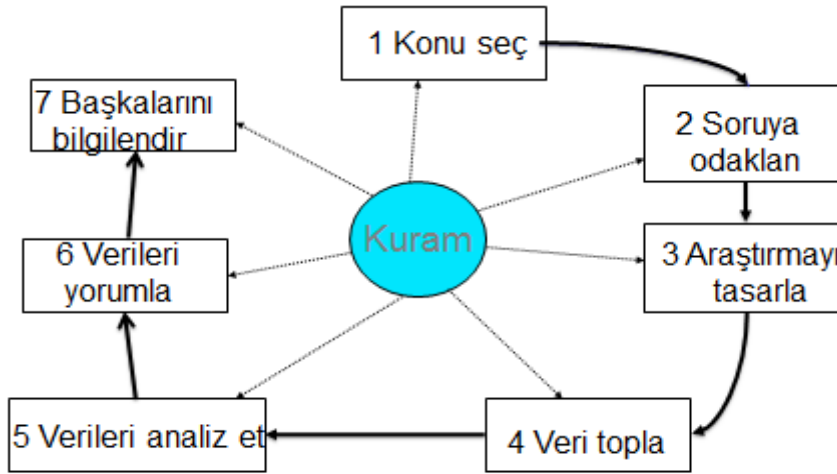 1 Konu seç
2 Soruya
odaklan
3 Araştırmayı
tasarla
4 Veri topla
5 Verileri analiz et
6 Verileri
yorumla
7 Başkalarını
bilgilendir
Kuram